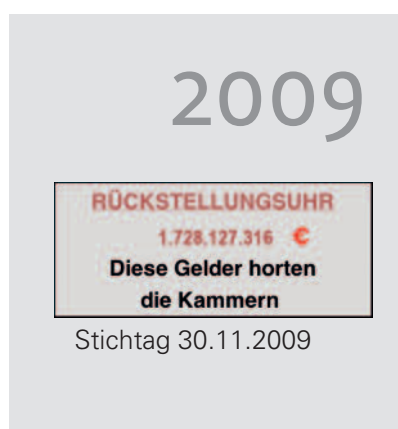 2009
RÜCKSTELLUNGSUHR
1.728.127.316 €
Diese Gelder horten
die Kammern
Stichtag 30.11.2009